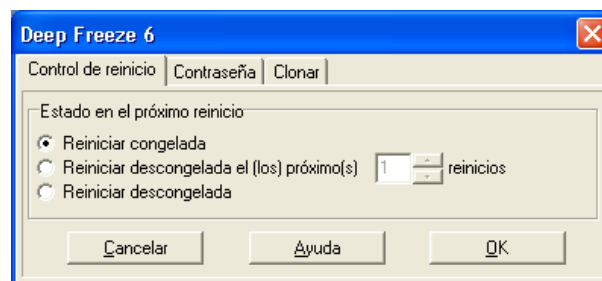 Deep Freeze 6
Control de reinicio Contraseña Clonar
Estado en el próximo reinicio
Reiniciar congelada
Reiniciar descongelada el (los) próximo(s) 1 reinicios
Reiniciar descongelada
Cancelar Ayuda OK